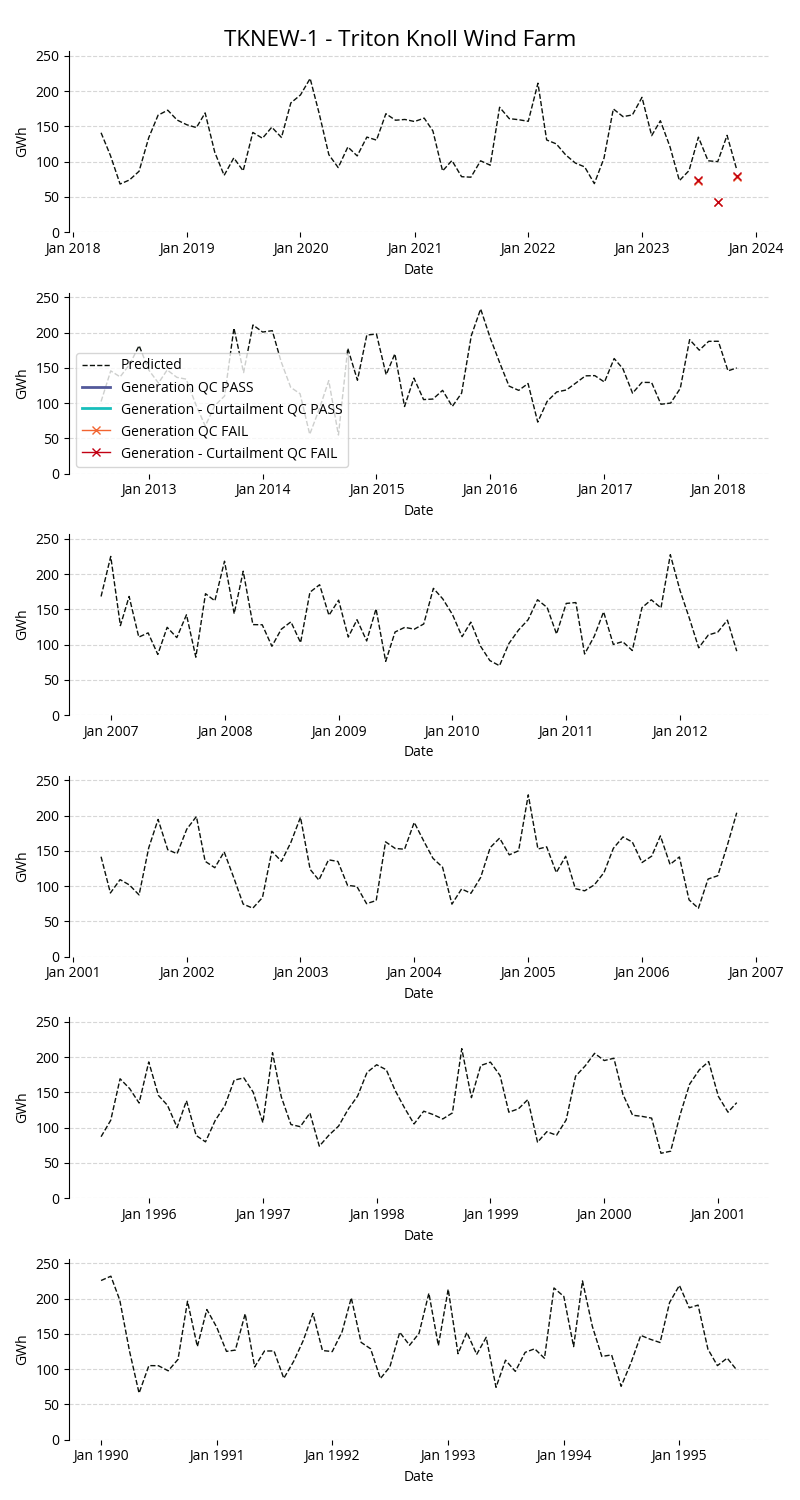 TKNEW-1 - Triton Knoll Wind Farm
250
200
150
100
50
0
GWh
Jan 2018 Jan 2019 Jan 2020 Jan 2021 Jan 2022 Jan 2023 Jan 2024
Date
250
200
150
100
50
0
GWh
Predicted
Generation QC PASS
Generation - Curtailment QC PASS
Generation QC FAIL
Generation - Curtailment QC FAIL
Jan 2013 Jan 2014 Jan 2015 Jan 2016 Jan 2017 Jan 2018
Date
250
200
150
100
50
0
GWh
Jan 2007 Jan 2008 Jan 2009 Jan 2010 Jan 2011 Jan 2012
Date
250
200
150
100
50
0
GWh
Jan 2001 Jan 2002 Jan 2003 Jan 2004 Jan 2005 Jan 2006 Jan 2007
Date
250
200
150
100
50
0
GWh
Jan 1996 Jan 1997 Jan 1998 Jan 1999 Jan 2000 Jan 2001
Date
250
200
150
100
50
0
GWh
Jan 1990 Jan 1991 Jan 1992 Jan 1993 Jan 1994 Jan 1995
Date